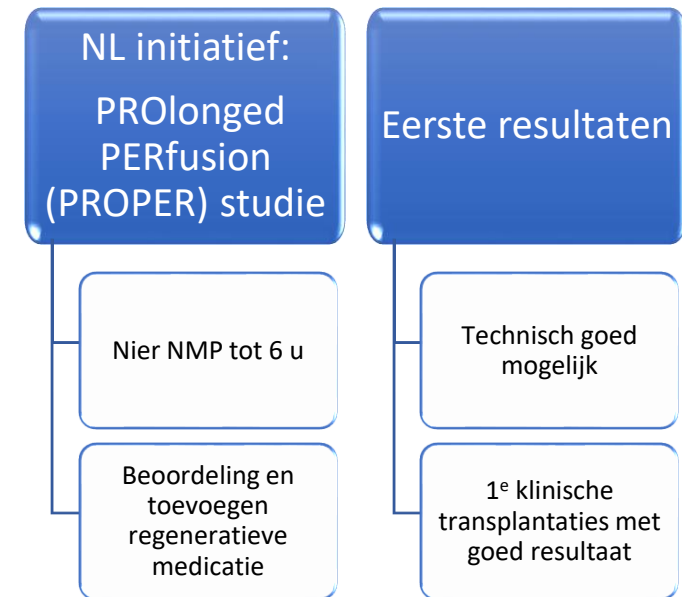 NL initiatief:
PROlonged
PERfusion
(PROPER) studie
Nier NMP tot 6 u
Beoordeling en
toevoegen
regeneratieve
medicatie
Eerste resultaten
Technisch goed
mogelijk
1e klinische
transplantaties met
goed resultaat